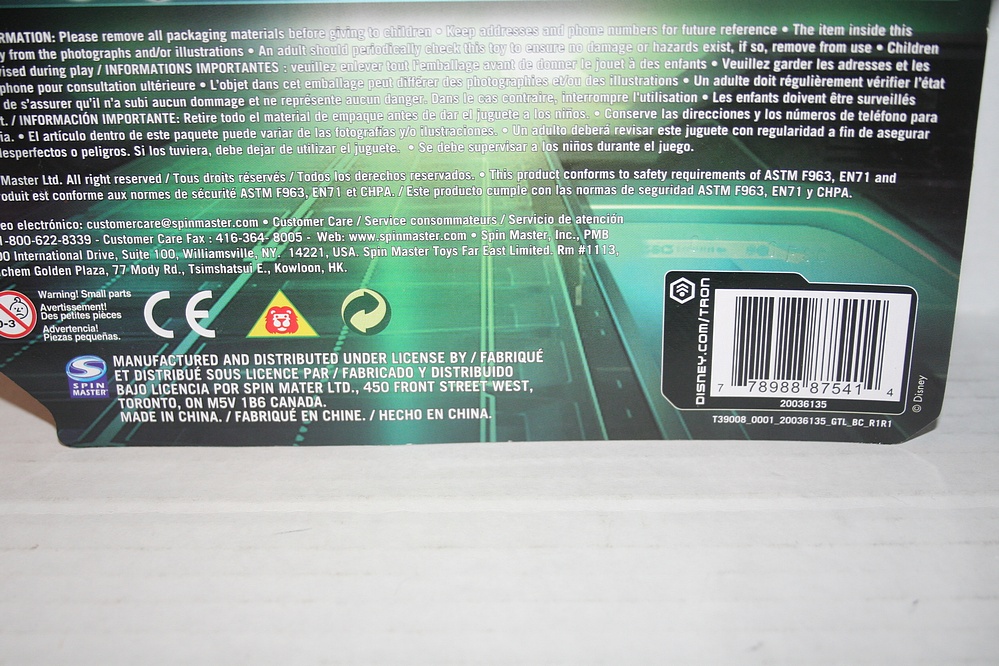 RMATION: Please remove all packaging materials before giving to children • Keep addresses and phone numbers for future reference • The item inside this
y from the photographs and/or illustrations • An adult should periodically check this toy to ensure no damage or hazards exist, if so, remove from use • Children
vised during play / INFORMATIONS IMPORTANTES : veuillez enlever tout l'emballage avant de donner le jouet à des enfants • Veuillez garder les adresses et les
phone pour consultation ultérieure • L'objet dans cet emballage peut différer des photographies et/ou des illustrations • Un adulte doit régulièrement vérifier l'état
de s'assurer qu'il n'a subi aucun dommage et ne représente aucun danger. Dans le cas contraire, interrompre l'utilisation • Les enfants doivent être surveillés
t. / INFORMACIÓN IMPORTANTE: Retire todo el material de empaque antes de dar el juguete a los niños. • Conserve las direcciones y los números de teléfono para
ia. • El artículo dentro de este paquete puede variar de las fotografías y/o ilustraciones. • Un adulto deberá revisar este juguete con regularidad a fin de asegurar
desperfectos o peligros. Si los tuviera, debe dejar de utilizar el juguete. • Se debe supervisar a los niños durante el juego.
Master Ltd. All right reserved / Tous droits réservés / Todos los derechos reservados. • This product conforms to safety requirements of ASTM F963, EN71 and
oduit est conforme aux normes de sécurité ASTM F963, EN71 et CHPA. / Este producto cumple con las normas de seguridad ASTM F963, EN71 y CHPA.
eo electrónico: customercare@spinmaster.com • Customer Care / Service consommateurs / Servicio de atención
1-800-622-8339 - Customer Care Fax : 416-364- 8005 - Web: www.spinmaster.com • Spin Master, Inc., PMB
00 International Drive, Suite 100, Williamsville, NY. 14221, USA. Spin Master Toys Far East Limited. Rm #1113,
chem Golden Plaza, 77 Mody Rd., Tsimshatsui E., Kowloon, HK.
0-3
Warning! Small parts
Avertissement!
Des petites pièces
Advertencia!
Piezas pequeñas.
CE
SPIN
MASTER
MANUFACTURED AND DISTRIBUTED UNDER LICENSE BY / FABRIQUÉ
ET DISTRIBUÉ SOUS LICENCE PAR / FABRICADO Y DISTRIBUIDO
BAJO LICENCIA POR SPIN MATER LTD., 450 FRONT STREET WEST,
TORONTO, ON M5V 1B6 CANADA.
MADE IN CHINA. / FABRIQUÉ EN CHINE. / HECHO EN CHINA.
DISNEY.COM/TRON
7 78988 87541 4
20036135
© Disney
T39008_0001_20036135_GTL_BC_R1R1